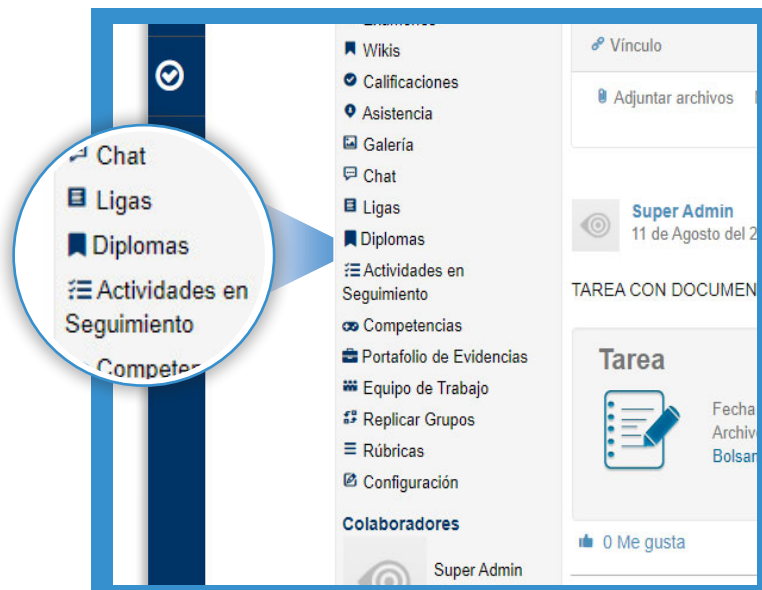 Wikis
Calificaciones
Asistencia
Galería
Chat
Ligas
Diplomas
Actividades en
Seguimiento
Competencias
Portafolio de Evidencias
Equipo de Trabajo
Replicar Grupos
Rúbricas
Configuración
Colaboradores
Super Admin
Chat
Ligas
Diplomas
Actividades en
Seguimiento
Vínculo
Adjuntar archivos
Super Admin
11 de Agosto del 2
TAREA CON DOCUMEN
Tarea
Fecha
Archiv
Bolsar
0 Me gusta